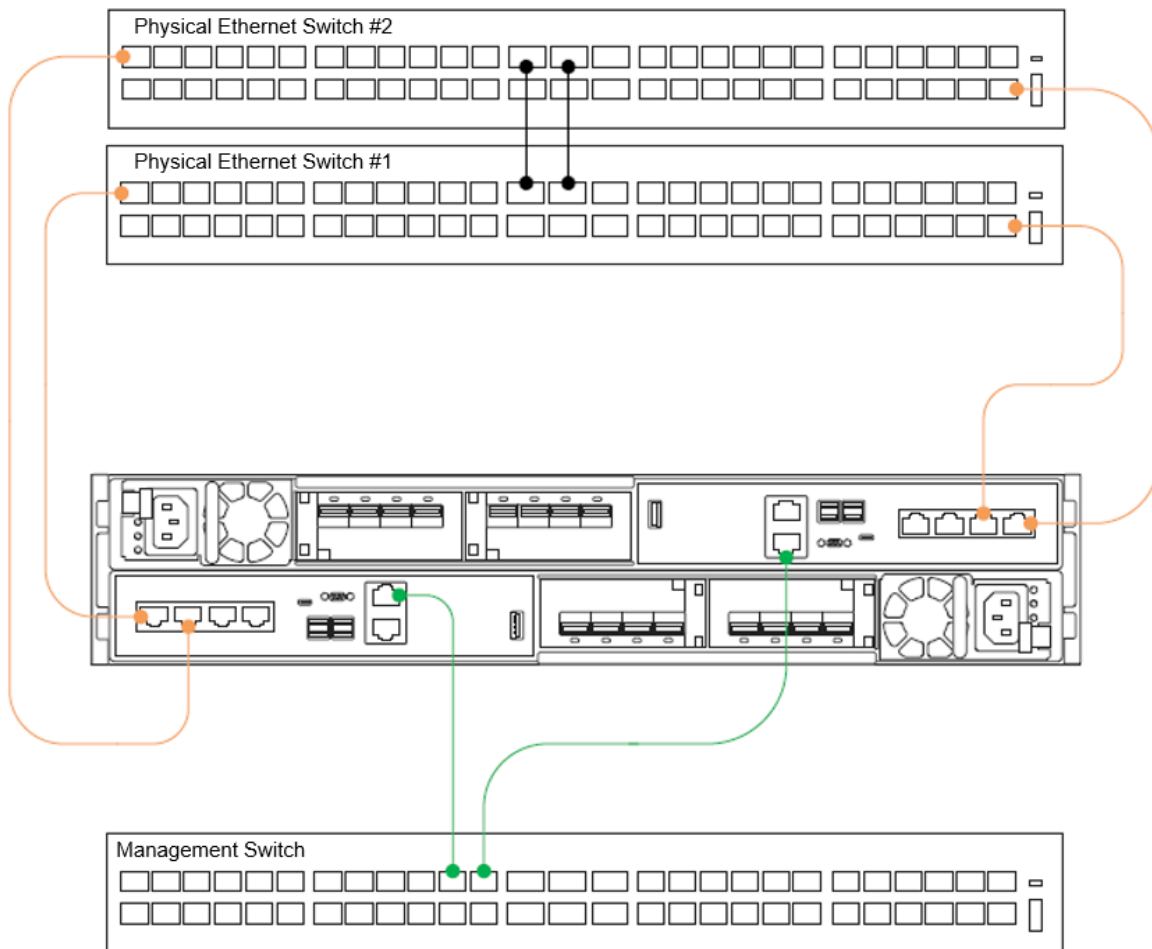 Physical Ethernet Switch #2
Physical Ethernet Switch #1
Management Switch